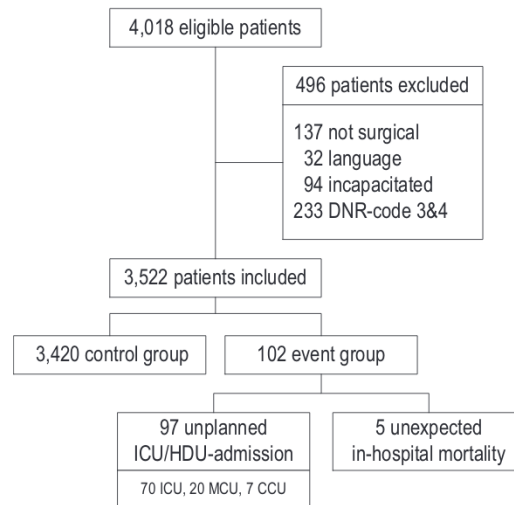 4,018 eligible patients
496 patients excluded
137 not surgical
32 language
94 incapacitated
233 DNR-code 3&4
3,522 patients included
3,420 control group
102 event group
97 unplanned
ICU/HDU-admission
70 ICU, 20 MCU, 7 CCU
5 unexpected
in-hospital mortality